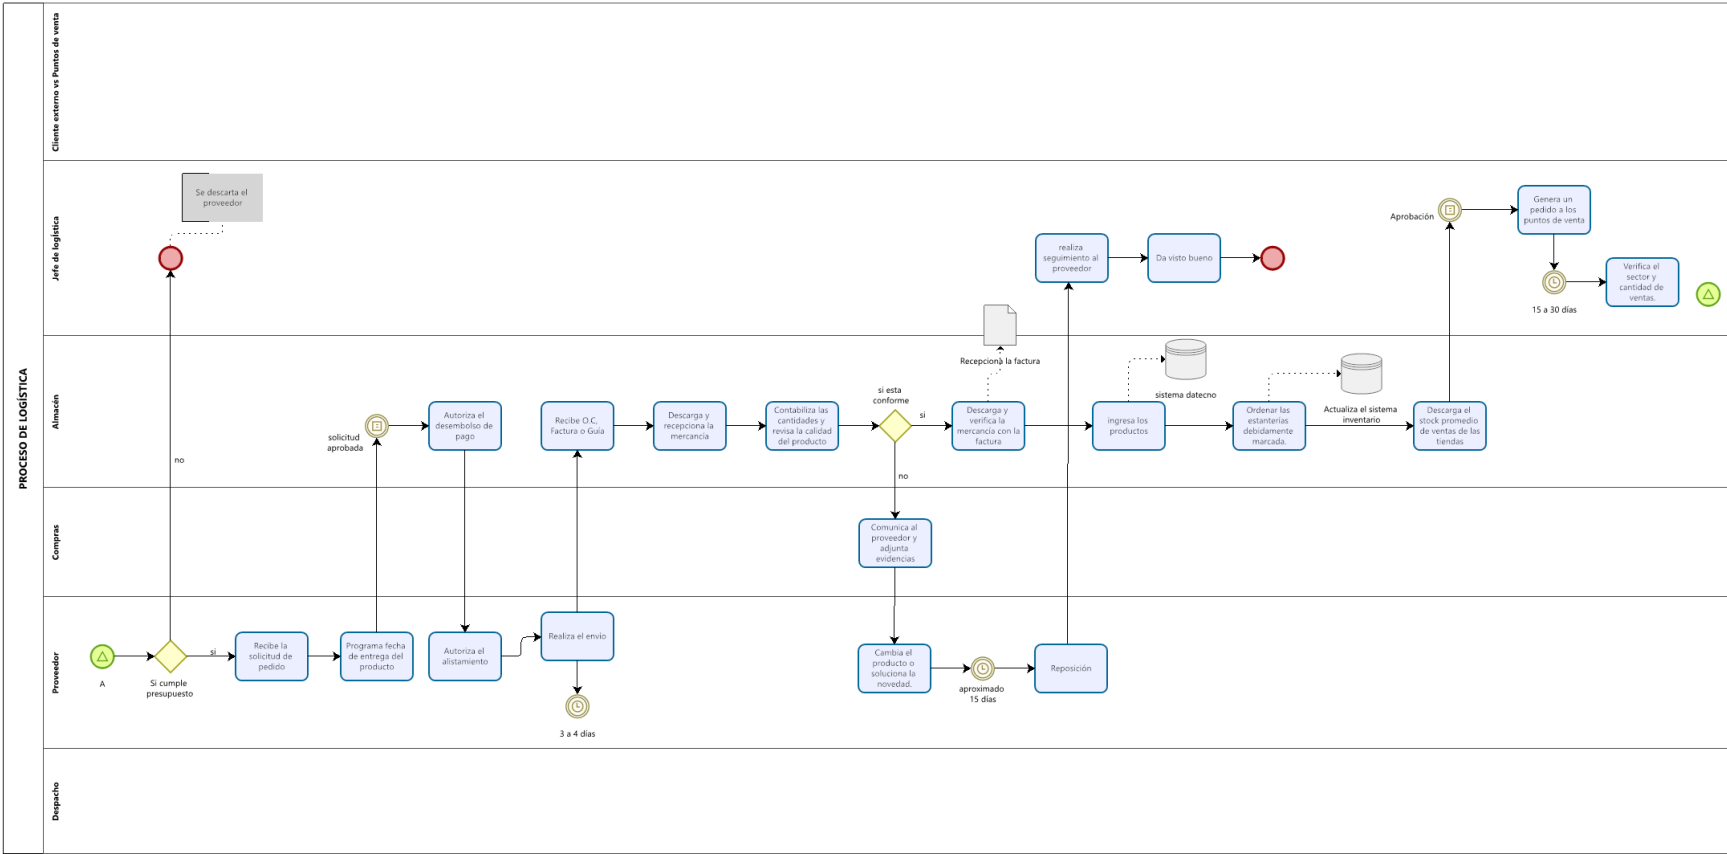 PROCESO DE LOGÍSTICA
Cliente externo vs Puntos de venta
Jefe de logística
Se descarta el
proveedor
realiza
seguimiento al
proveedor
Da visto bueno
Aprobación
Genera un
pedido a los
puntos de venta
15 a 30 días
Verifica el
sector y
cantidad de
ventas.
Almacén
no
solicitud
aprobada
Autoriza el
desembolso de
pago
Recibe O.C,
Factura o Guía
Descarga y
recepciona la
mercancía
Contabiliza las
cantidades y
revisa la calidad
del producto
si esta
conforme
si
no
Recepciona la factura
Descarga y
verifica la
mercancía con la
factura
ingresa los
productos
sistema datecno
Ordenar las
estanterías
debidamente
marcada.
Actualiza el sistema
inventario
Descarga el
stock promedio
de ventas de las
tiendas
Compras
Comunica al
proveedor y
adjunta
evidencias
Proveedor
A
Si cumple
presupuesto
si
Recibe la
solicitud de
pedido
Programa fecha
de entrega del
producto
Autoriza el
alistamiento
Realiza el envío
3 a 4 días
Cambia el
producto o
soluciona la
novedad.
aproximado
15 días
Reposición
Despacho